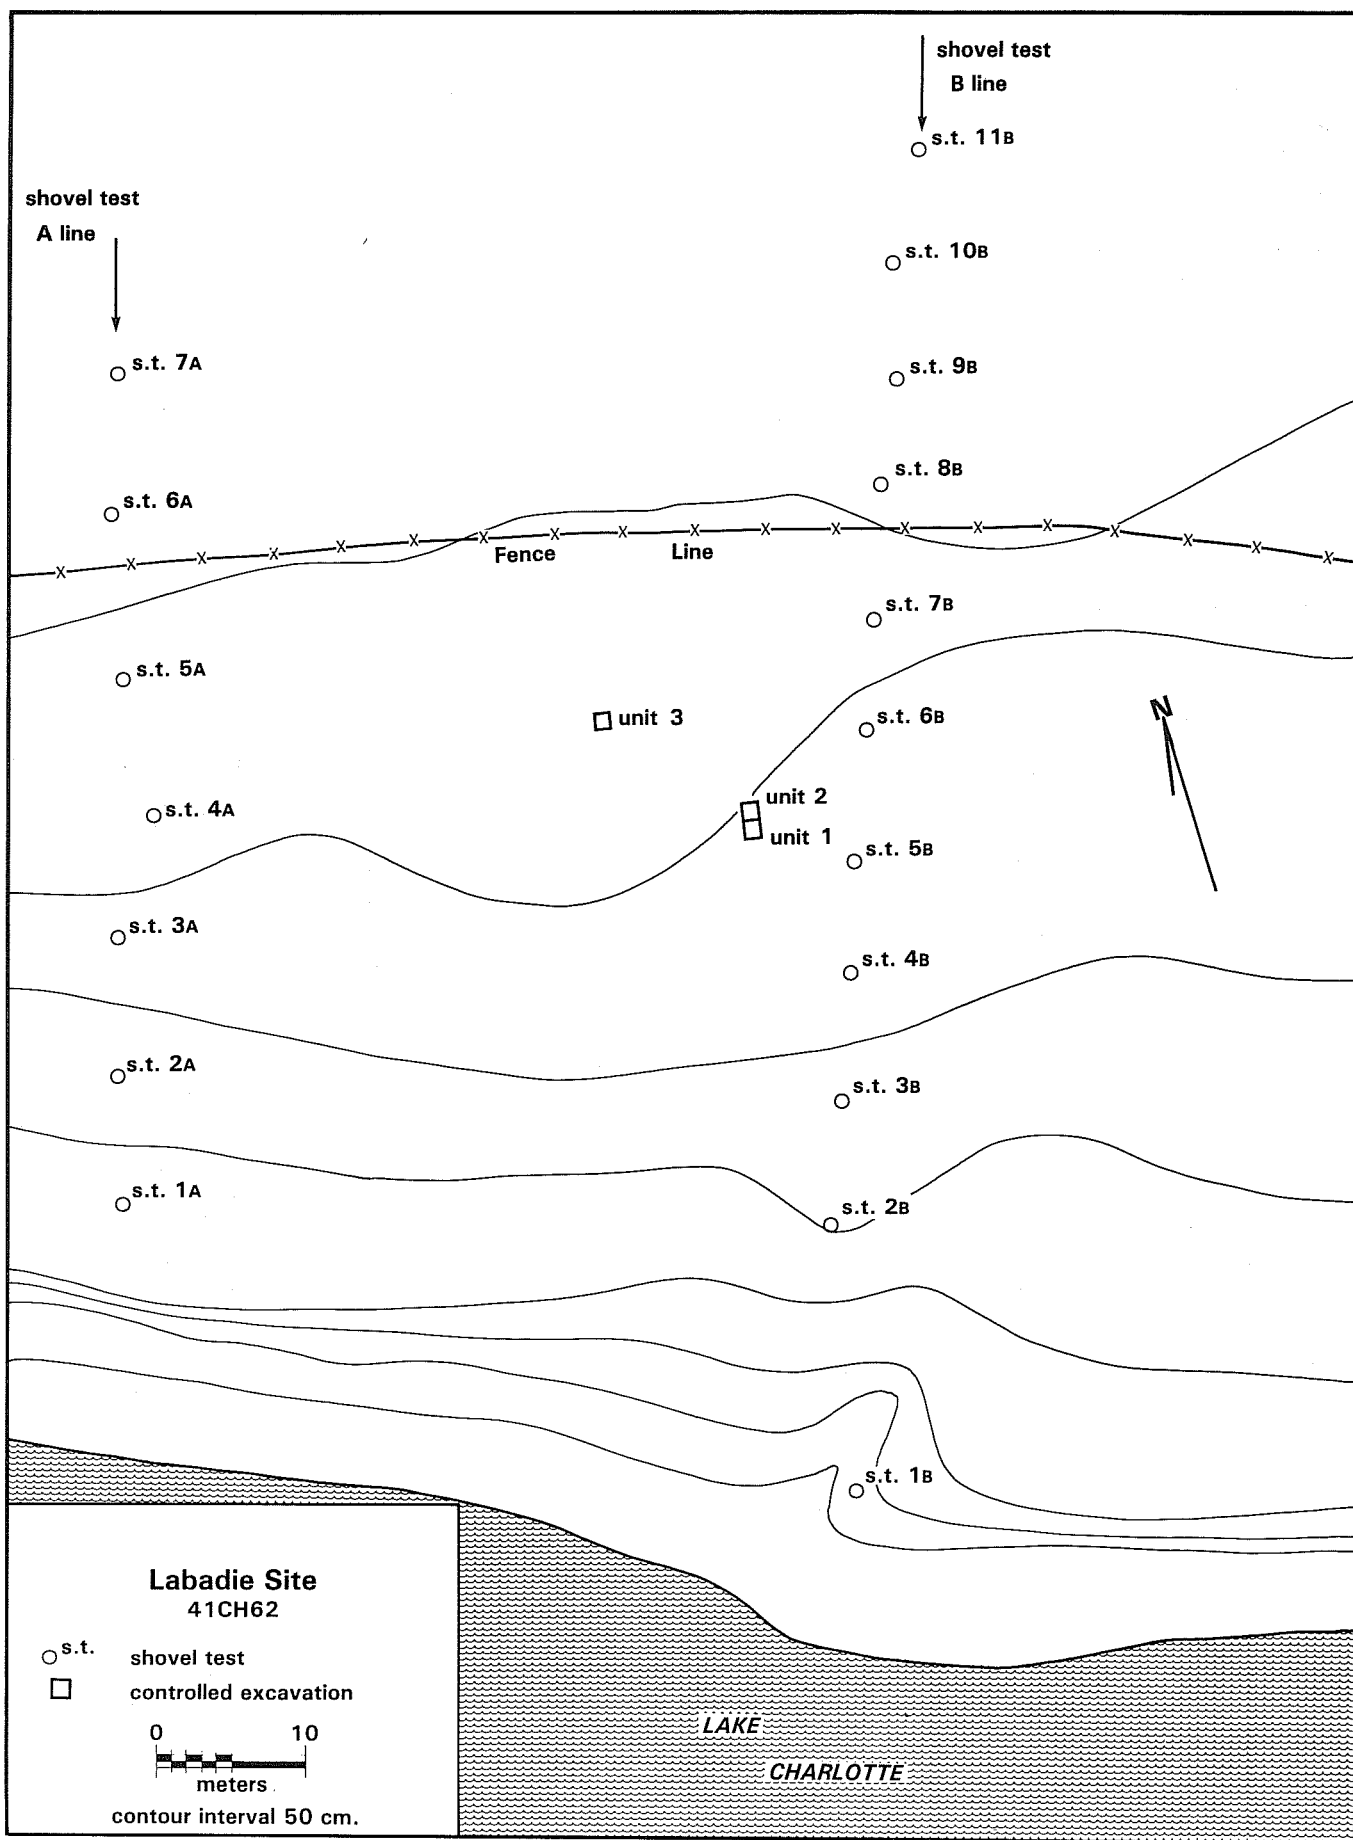 shovel test
B line
s.t. 11B
shovel test
A line
s.t. 10B
s.t. 7A
s.t. 9B
s.t. 8B
s.t. 6A
Fence Line
s.t. 7B
s.t. 5A
unit 3
s.t. 6B
N
unit 2
s.t. 4A
unit 1
s.t. 5B
s.t. 3A
s.t. 4B
s.t. 2A
s.t. 3B
s.t. 1A
s.t. 2B
s.t. 1B
Labadie Site
41CH62
s.t. shovel test
controlled excavation
0 10
meters
contour interval 50 cm.
LAKE
CHARLOTTE